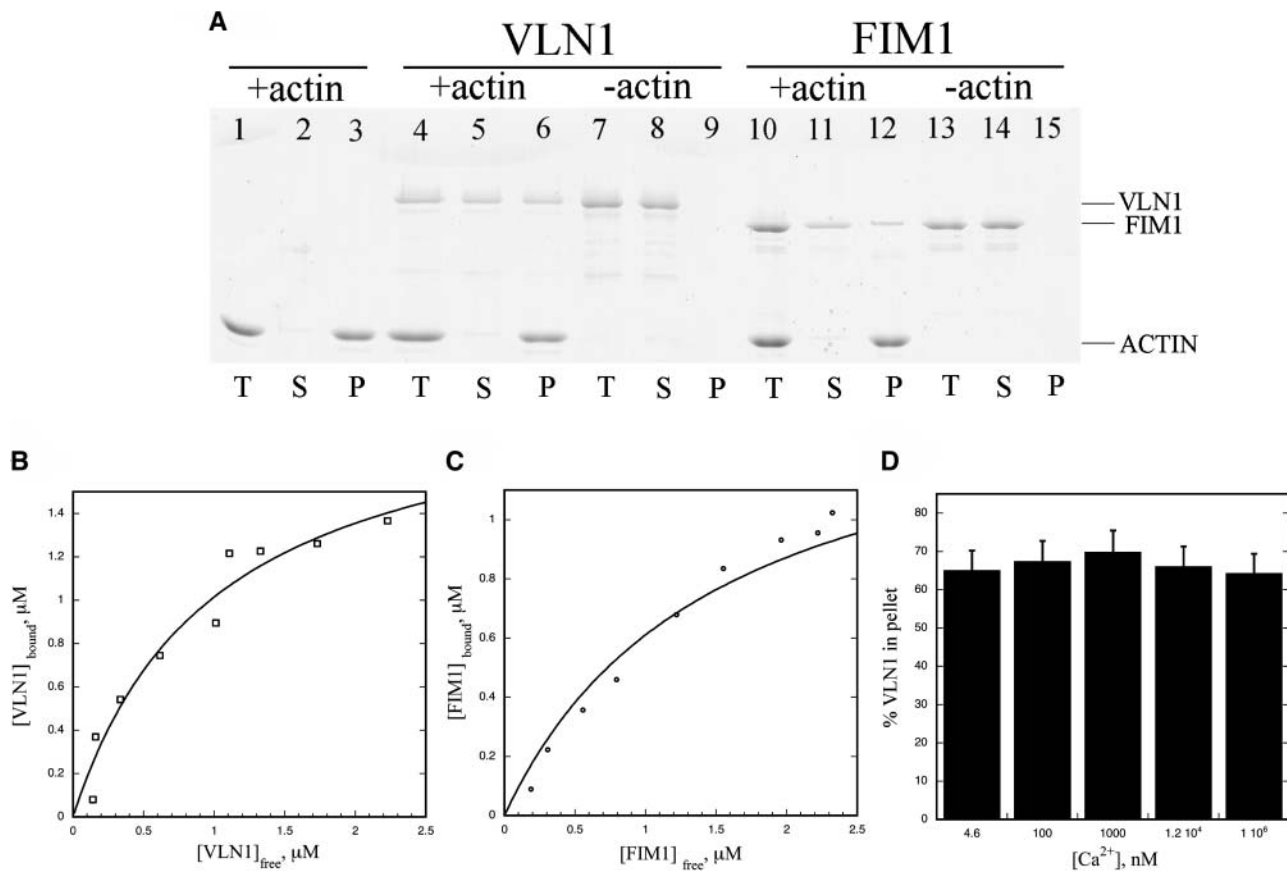 A
VLN1 FIM1
+actin +actin -actin +actin -actin
1 2 3 4 5 6 7 8 9 10 11 12 13 14 15
VLN1
FIM1
ACTIN
T S P T S P T S P T S P T S P
B
[VLN1]bound, μM
1.4
1.2
1
0.8
0.6
0.4
0.2
0
0 0.5 1 1.5 2 2.5
[VLN1]free, μM
C
[FIM1]bound, μM
1
0.8
0.6
0.4
0.2
0
0 0.5 1 1.5 2 2.5
[FIM1]free, μM
D
% VLN1 in pellet
80
70
60
50
40
30
20
10
0
4.6 100 1000 1.2 10⁴ 1 10⁶
[Ca²⁺], nM